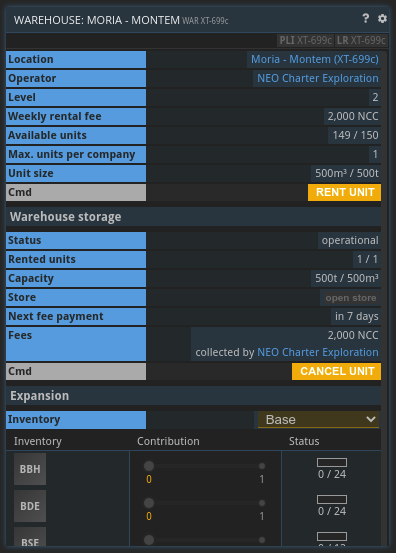 WAREHOUSE: MORIA - MONTEM WAR XT-699c ?
PLI XT-699c LR XT-699c
Location Moria - Montem (XT-699c)
Operator NEO Charter Exploration
Level 2
Weekly rental fee 2,000 NCC
Available units 149 / 150
Max. units per company 1
Unit size 500m³ / 500t
Cmd RENT UNIT
Warehouse storage
Status operational
Rented units 1 / 1
Capacity 500t / 500m³
Store open store
Next fee payment in 7 days
Fees 2,000 NCC
collected by NEO Charter Exploration
Cmd CANCEL UNIT
Expansion
Inventory Base
Inventory Contribution Status
BBH 0 1 0 / 24
BDE 0 1 0 / 24
BSE